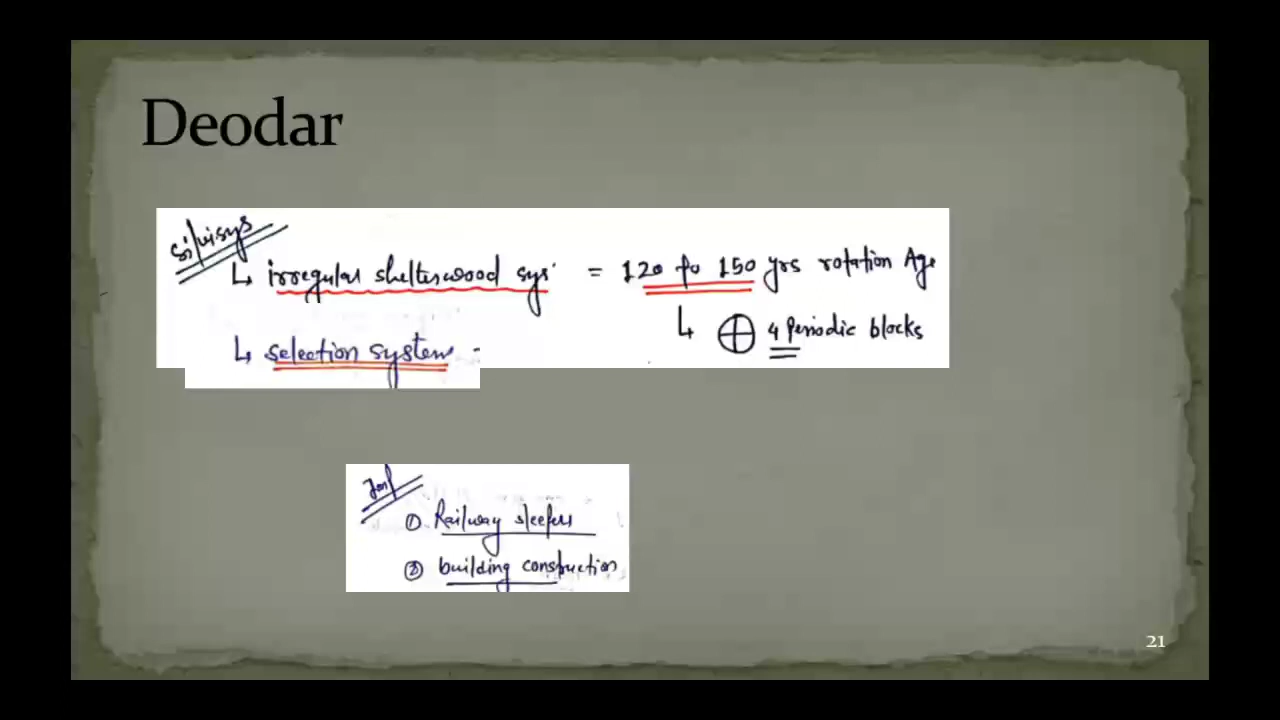 Deodar
Silvisys
↳ irregular shelterwood sys. = 120 to 150 yrs rotation Age
↳ ⊕ 4 Periodic blocks
↳ selection system -
① Railway sleepers
② building construction
21